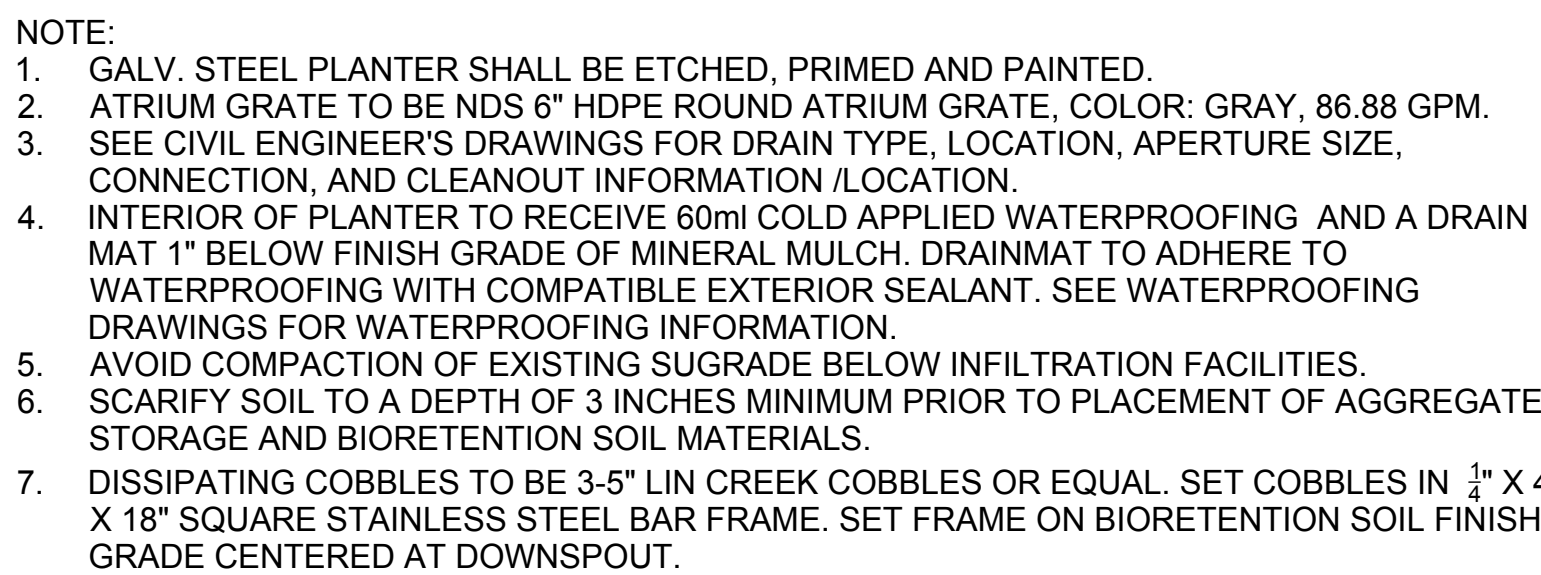 NOTE:
1. GALV. STEEL PLANTER SHALL BE ETCHED, PRIMED AND PAINTED.
2. ATRIUM GRATE TO BE NDS 6" HDPE ROUND ATRIUM GRATE, COLOR: GRAY, 86.88 GPM.
3. SEE CIVIL ENGINEER'S DRAWINGS FOR DRAIN TYPE, LOCATION, APERTURE SIZE,
CONNECTION, AND CLEANOUT INFORMATION /LOCATION.
4. INTERIOR OF PLANTER TO RECEIVE 60ml COLD APPLIED WATERPROOFING AND A DRAIN
MAT 1" BELOW FINISH GRADE OF MINERAL MULCH. DRAINMAT TO ADHERE TO
WATERPROOFING WITH COMPATIBLE EXTERIOR SEALANT. SEE WATERPROOFING
DRAWINGS FOR WATERPROOFING INFORMATION.
5. AVOID COMPACTION OF EXISTING SUGRADE BELOW INFILTRATION FACILITIES.
6. SCARIFY SOIL TO A DEPTH OF 3 INCHES MINIMUM PRIOR TO PLACEMENT OF AGGREGATE
STORAGE AND BIORETENTION SOIL MATERIALS.
7. DISSIPATING COBBLES TO BE 3-5" LIN CREEK COBBLES OR EQUAL. SET COBBLES IN 1/4" X
X 18" SQUARE STAINLESS STEEL BAR FRAME. SET FRAME ON BIORETENTION SOIL FINISH
GRADE CENTERED AT DOWNSPOUT.